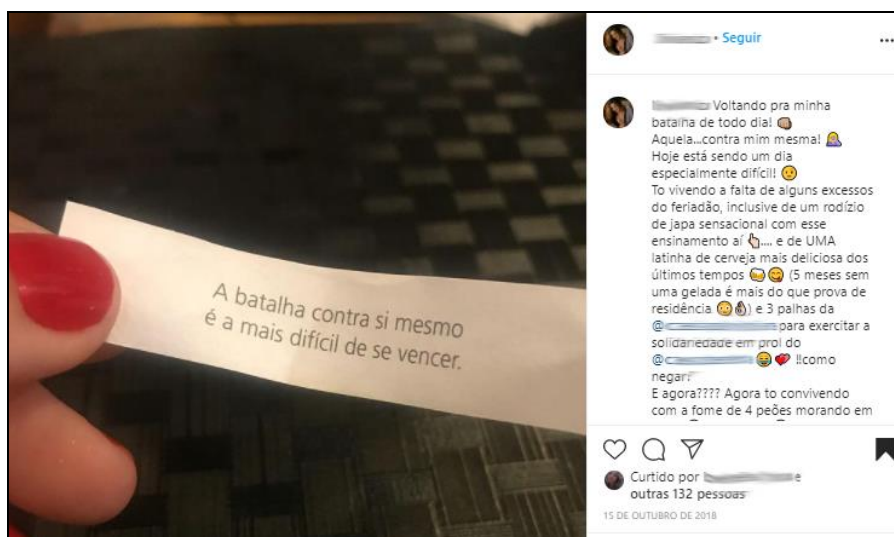 A batalha contra si mesmo
é a mais difícil de se vencer.
• Seguir
Voltando pra minha
batalha de todo dia! 👊🏽
Aquela...contra mim mesma! 🤦🏼‍♀️
Hoje está sendo um dia
especialmente difícil! 😢
To vivendo a falta de alguns excessos
do feriadão, inclusive de um rodízio
de japa sensacional com esse
ensinamento aí 👆🏻.... e de UMA
latinha de cerveja mais deliciosa dos
últimos tempos 🍻😋 (5 meses sem
uma gelada é mais do que prova de
residência) e 3 palhas da
@ para exercitar a
solidariedade em prol do
@ 😂❤️ !!como
negar?
E agora???? Agora to convivendo
com a fome de 4 peões morando em
Curtido por e
outras 132 pessoas
15 DE OUTUBRO DE 2018